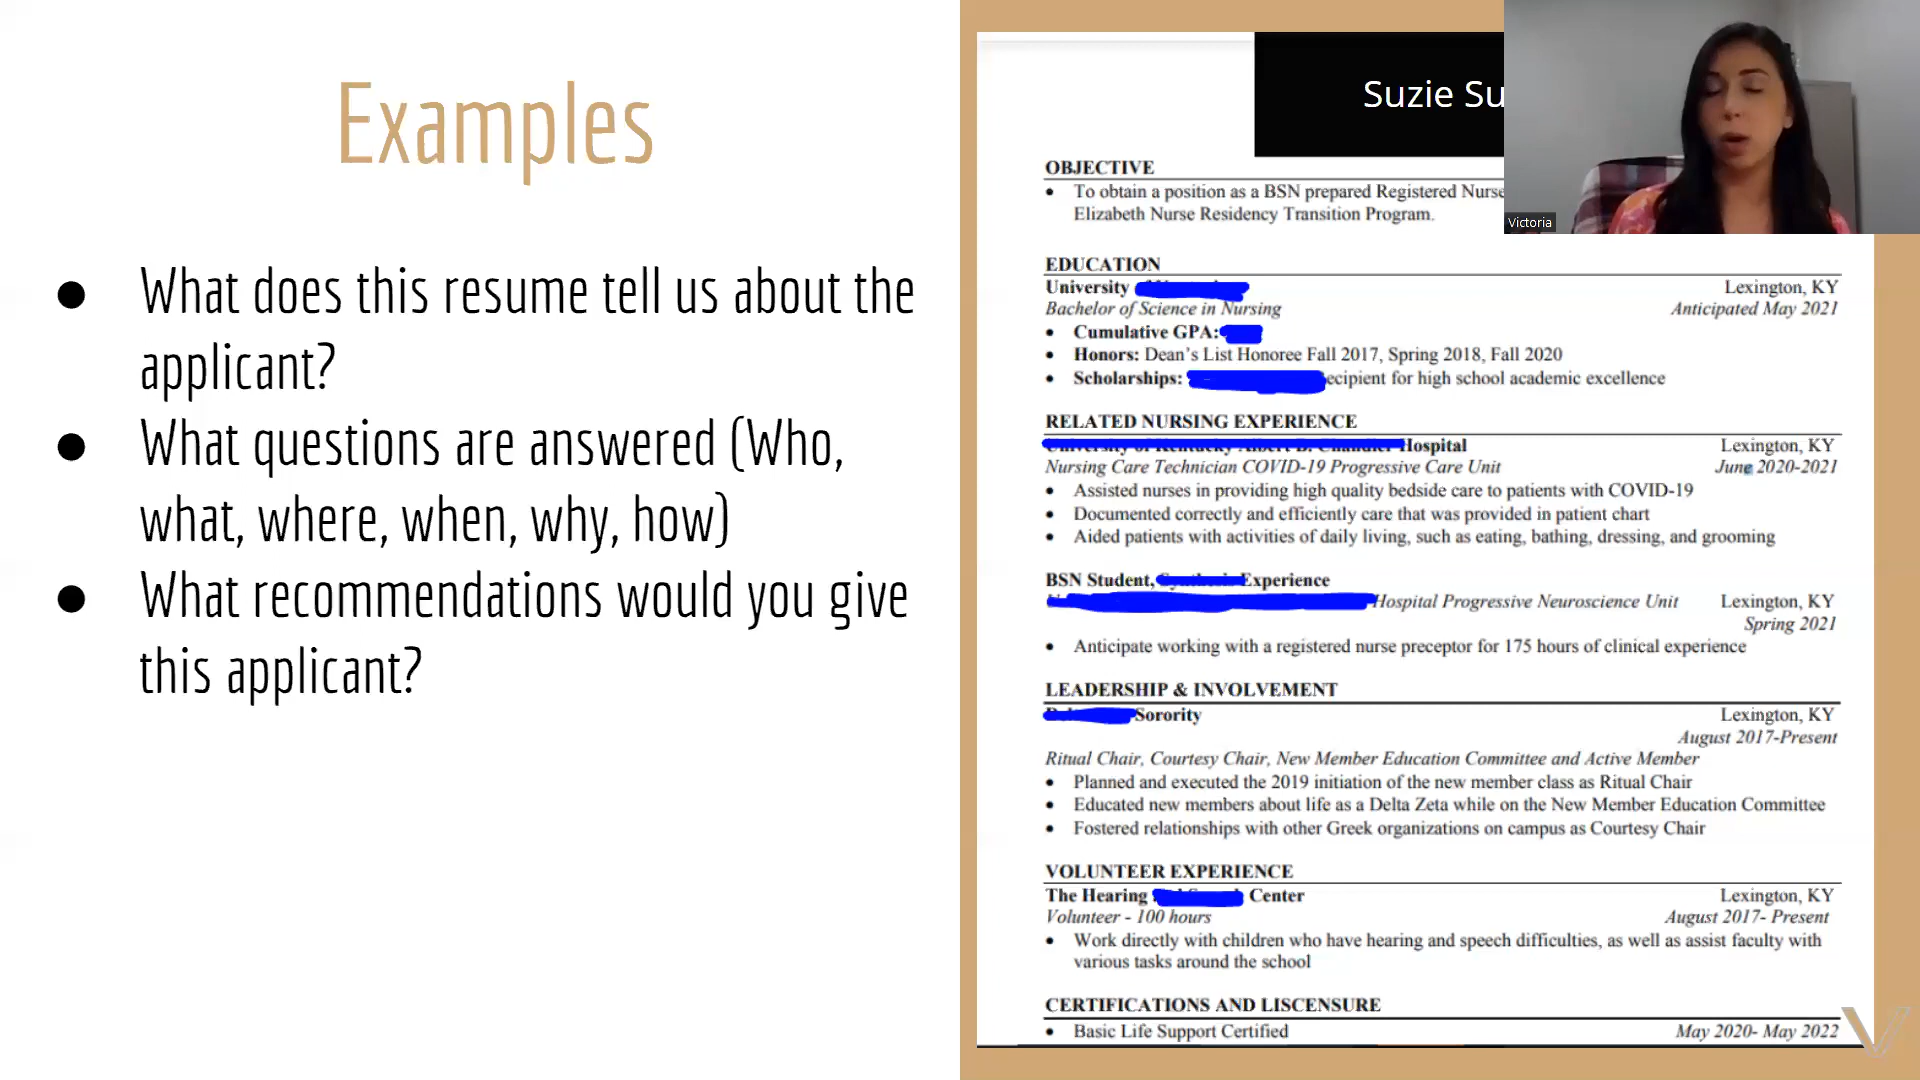 Examples
● What does this resume tell us about the
applicant?
● What questions are answered (Who,
what, where, when, why, how)
● What recommendations would you give
this applicant?
Suzie Su
Victoria
OBJECTIVE
• To obtain a position as a BSN prepared Registered Nurse
Elizabeth Nurse Residency Transition Program.
EDUCATION
University Lexington, KY
Bachelor of Science in Nursing Anticipated May 2021
• Cumulative GPA:
• Honors: Dean's List Honoree Fall 2017, Spring 2018, Fall 2020
• Scholarships: ecipient for high school academic excellence
RELATED NURSING EXPERIENCE
Hospital Lexington, KY
Nursing Care Technician COVID-19 Progressive Care Unit June 2020-2021
• Assisted nurses in providing high quality bedside care to patients with COVID-19
• Documented correctly and efficiently care that was provided in patient chart
• Aided patients with activities of daily living, such as eating, bathing, dressing, and grooming
BSN Student, Experience
Hospital Progressive Neuroscience Unit Lexington, KY
Spring 2021
• Anticipate working with a registered nurse preceptor for 175 hours of clinical experience
LEADERSHIP & INVOLVEMENT
Sorority Lexington, KY
August 2017-Present
Ritual Chair, Courtesy Chair, New Member Education Committee and Active Member
• Planned and executed the 2019 initiation of the new member class as Ritual Chair
• Educated new members about life as a Delta Zeta while on the New Member Education Committee
• Fostered relationships with other Greek organizations on campus as Courtesy Chair
VOLUNTEER EXPERIENCE
The Hearing Center Lexington, KY
Volunteer - 100 hours August 2017- Present
• Work directly with children who have hearing and speech difficulties, as well as assist faculty with
various tasks around the school
CERTIFICATIONS AND LISCENSURE
• Basic Life Support Certified May 2020- May 2022